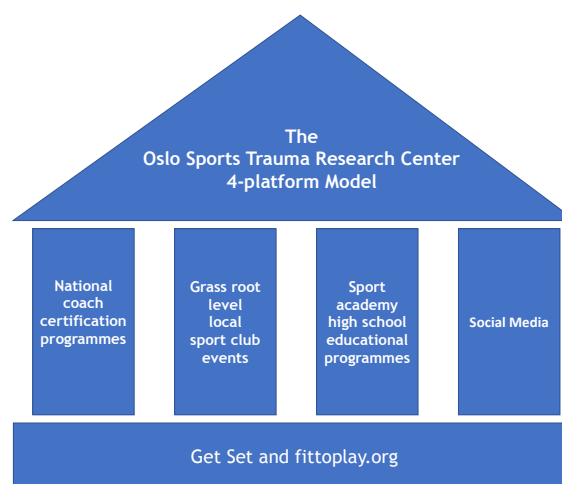 The
Oslo Sports Trauma Research Center
4-platform Model
National
coach
certification
programmes
Grass root
level
local
sport club
events
Sport
academy
high school
educational
programmes
Social Media
Get Set and fittoplay.org